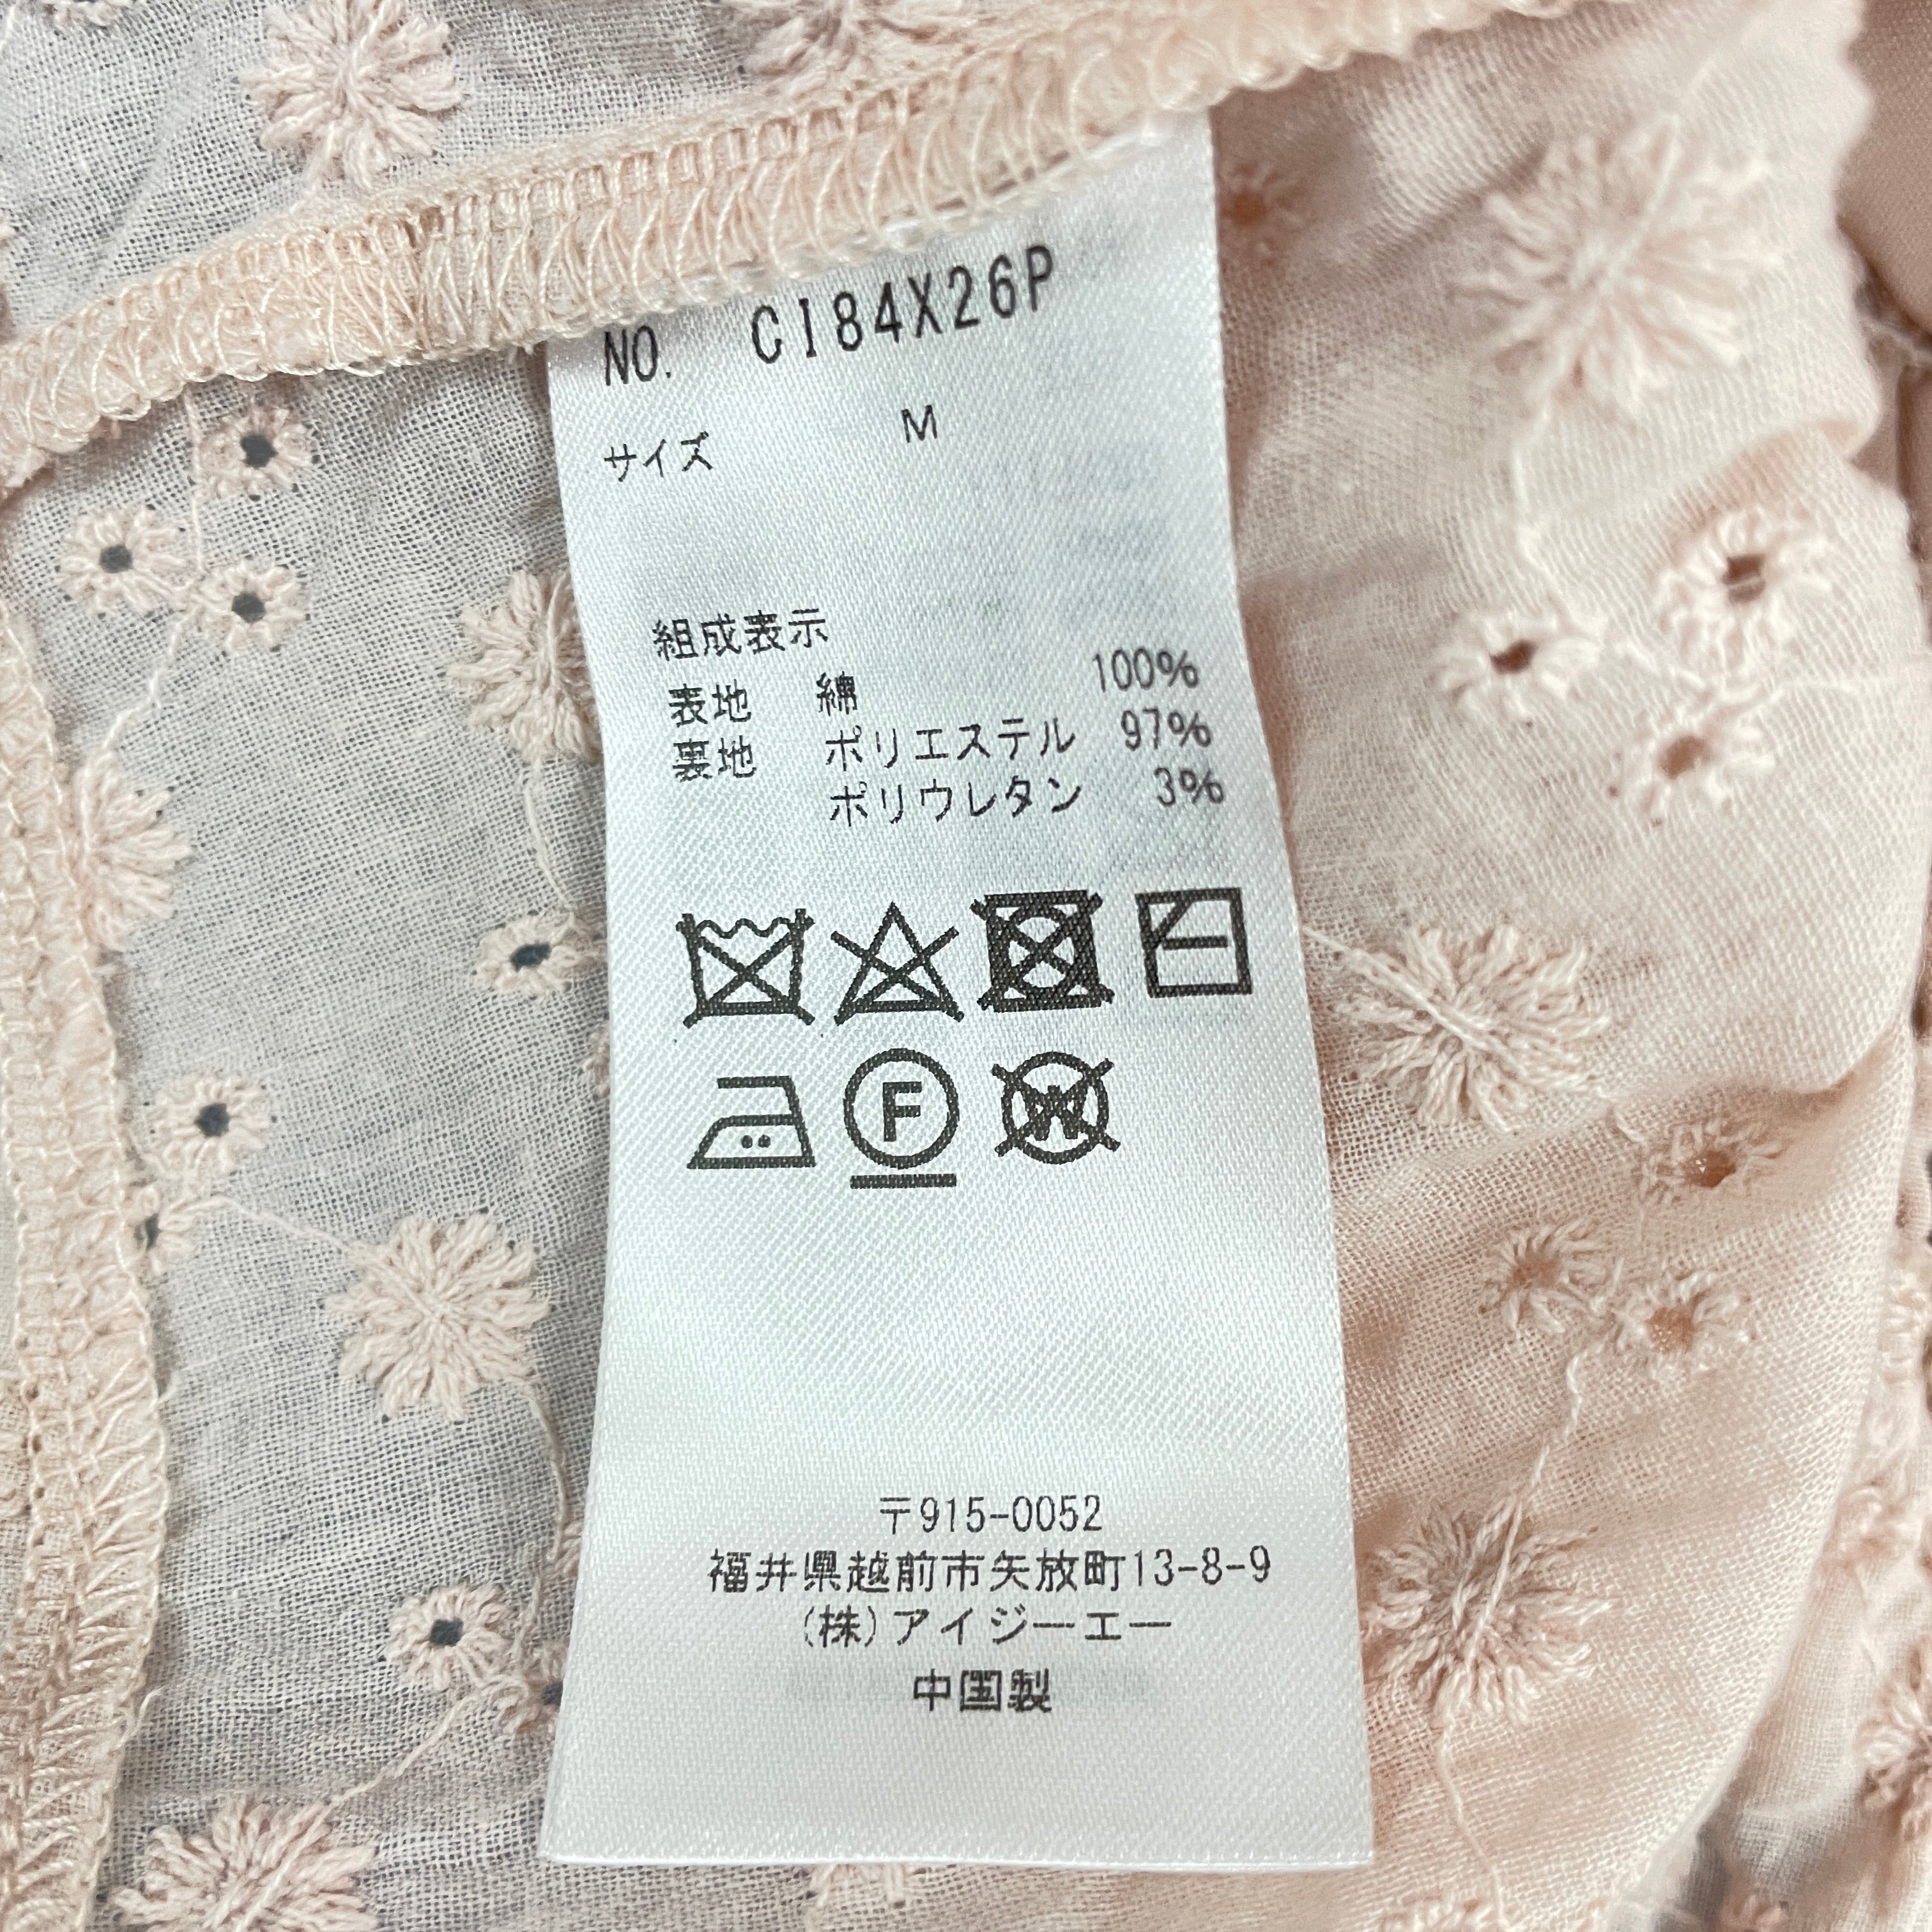 NO. CI84X26P
サイズ M
組成表示
表地 綿 100%
裏地 ポリエステル 97%
ポリウレタン 3%
F W
〒915-0052
福井県越前市矢放町13-8-9
(株)アイジーエー
中国製